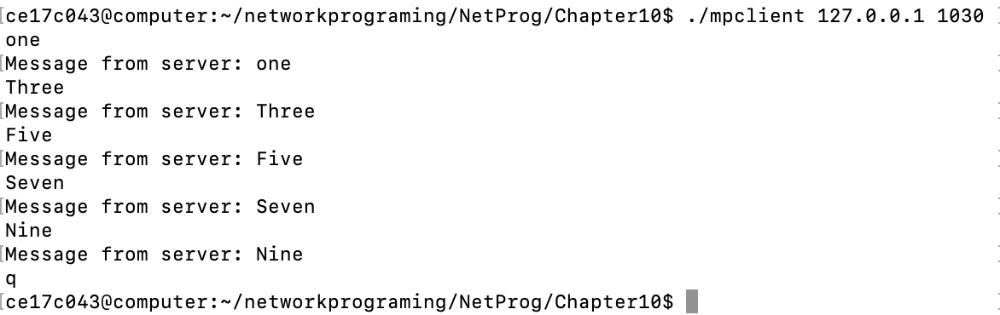 [ce17c043@computer:~/networkprograming/NetProg/Chapter10$ ./mpclient 127.0.0.1 1030
one
[Message from server: one
Three
[Message from server: Three
Five
[Message from server: Five
Seven
[Message from server: Seven
Nine
[Message from server: Nine
q
[ce17c043@computer:~/networkprograming/NetProg/Chapter10$